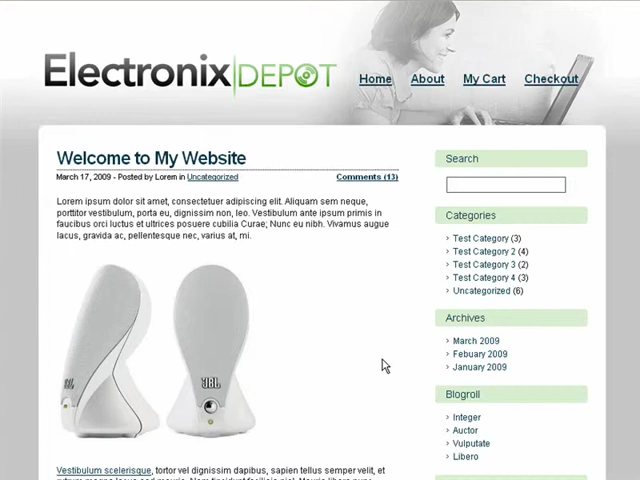 Electronix DEPOT
Home About My Cart Checkout
Welcome to My Website
March 17, 2009 - Posted by Lorem in Uncategorized
Comments (13)
Lorem ipsum dolor sit amet, consectetuer adipiscing elit. Aliquam sem neque,
porttitor vestibulum, porta eu, dignissim non, leo. Vestibulum ante ipsum primis in
faucibus orci luctus et ultrices posuere cubilia Curae; Nunc eu nibh. Vivamus augue
lacus, gravida ac, pellentesque nec, varius at, mi.
JBL
JBL
Vestibulum scelerisque, tortor vel dignissim dapibus, sapien tellus semper velit, et
Search
Categories
Test Category (3)
Test Category 2 (4)
Test Category 3 (2)
Test Category 4 (3)
Uncategorized (6)
Archives
March 2009
Febuary 2009
January 2009
Blogroll
Integer
Auctor
Vulputate
Libero